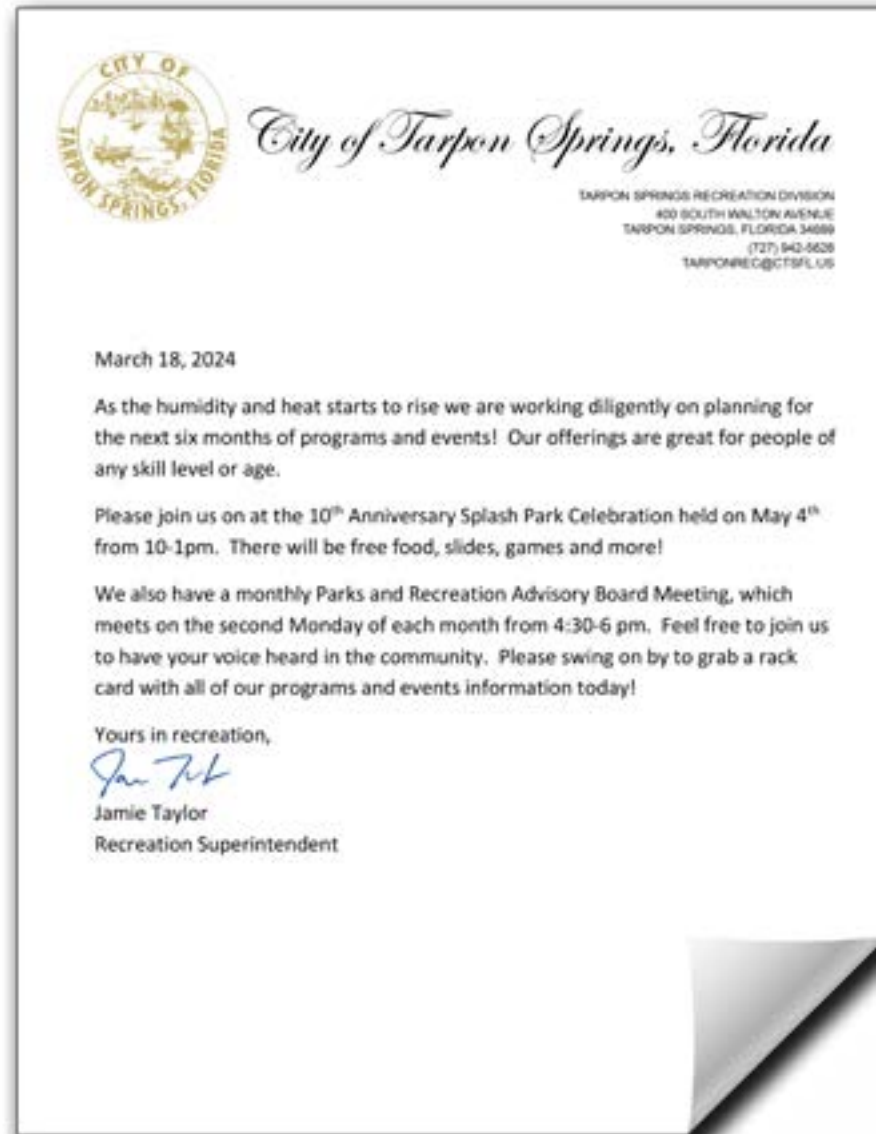 CITY OF
TARPON SPRINGS, FLORIDA
City of Tarpon Springs, Florida
TARPON SPRINGS RECREATION DIVISION
400 SOUTH WALTON AVENUE
TARPON SPRINGS, FLORIDA 34689
(727) 942-5628
TARPONREC@CTSFL.US
March 18, 2024
As the humidity and heat starts to rise we are working diligently on planning for
the next six months of programs and events! Our offerings are great for people of
any skill level or age.
Please join us on at the 10th Anniversary Splash Park Celebration held on May 4th
from 10-1pm. There will be free food, slides, games and more!
We also have a monthly Parks and Recreation Advisory Board Meeting, which
meets on the second Monday of each month from 4:30-6 pm. Feel free to join us
to have your voice heard in the community. Please swing on by to grab a rack
card with all of our programs and events information today!
Yours in recreation,
Jamie Taylor
Recreation Superintendent